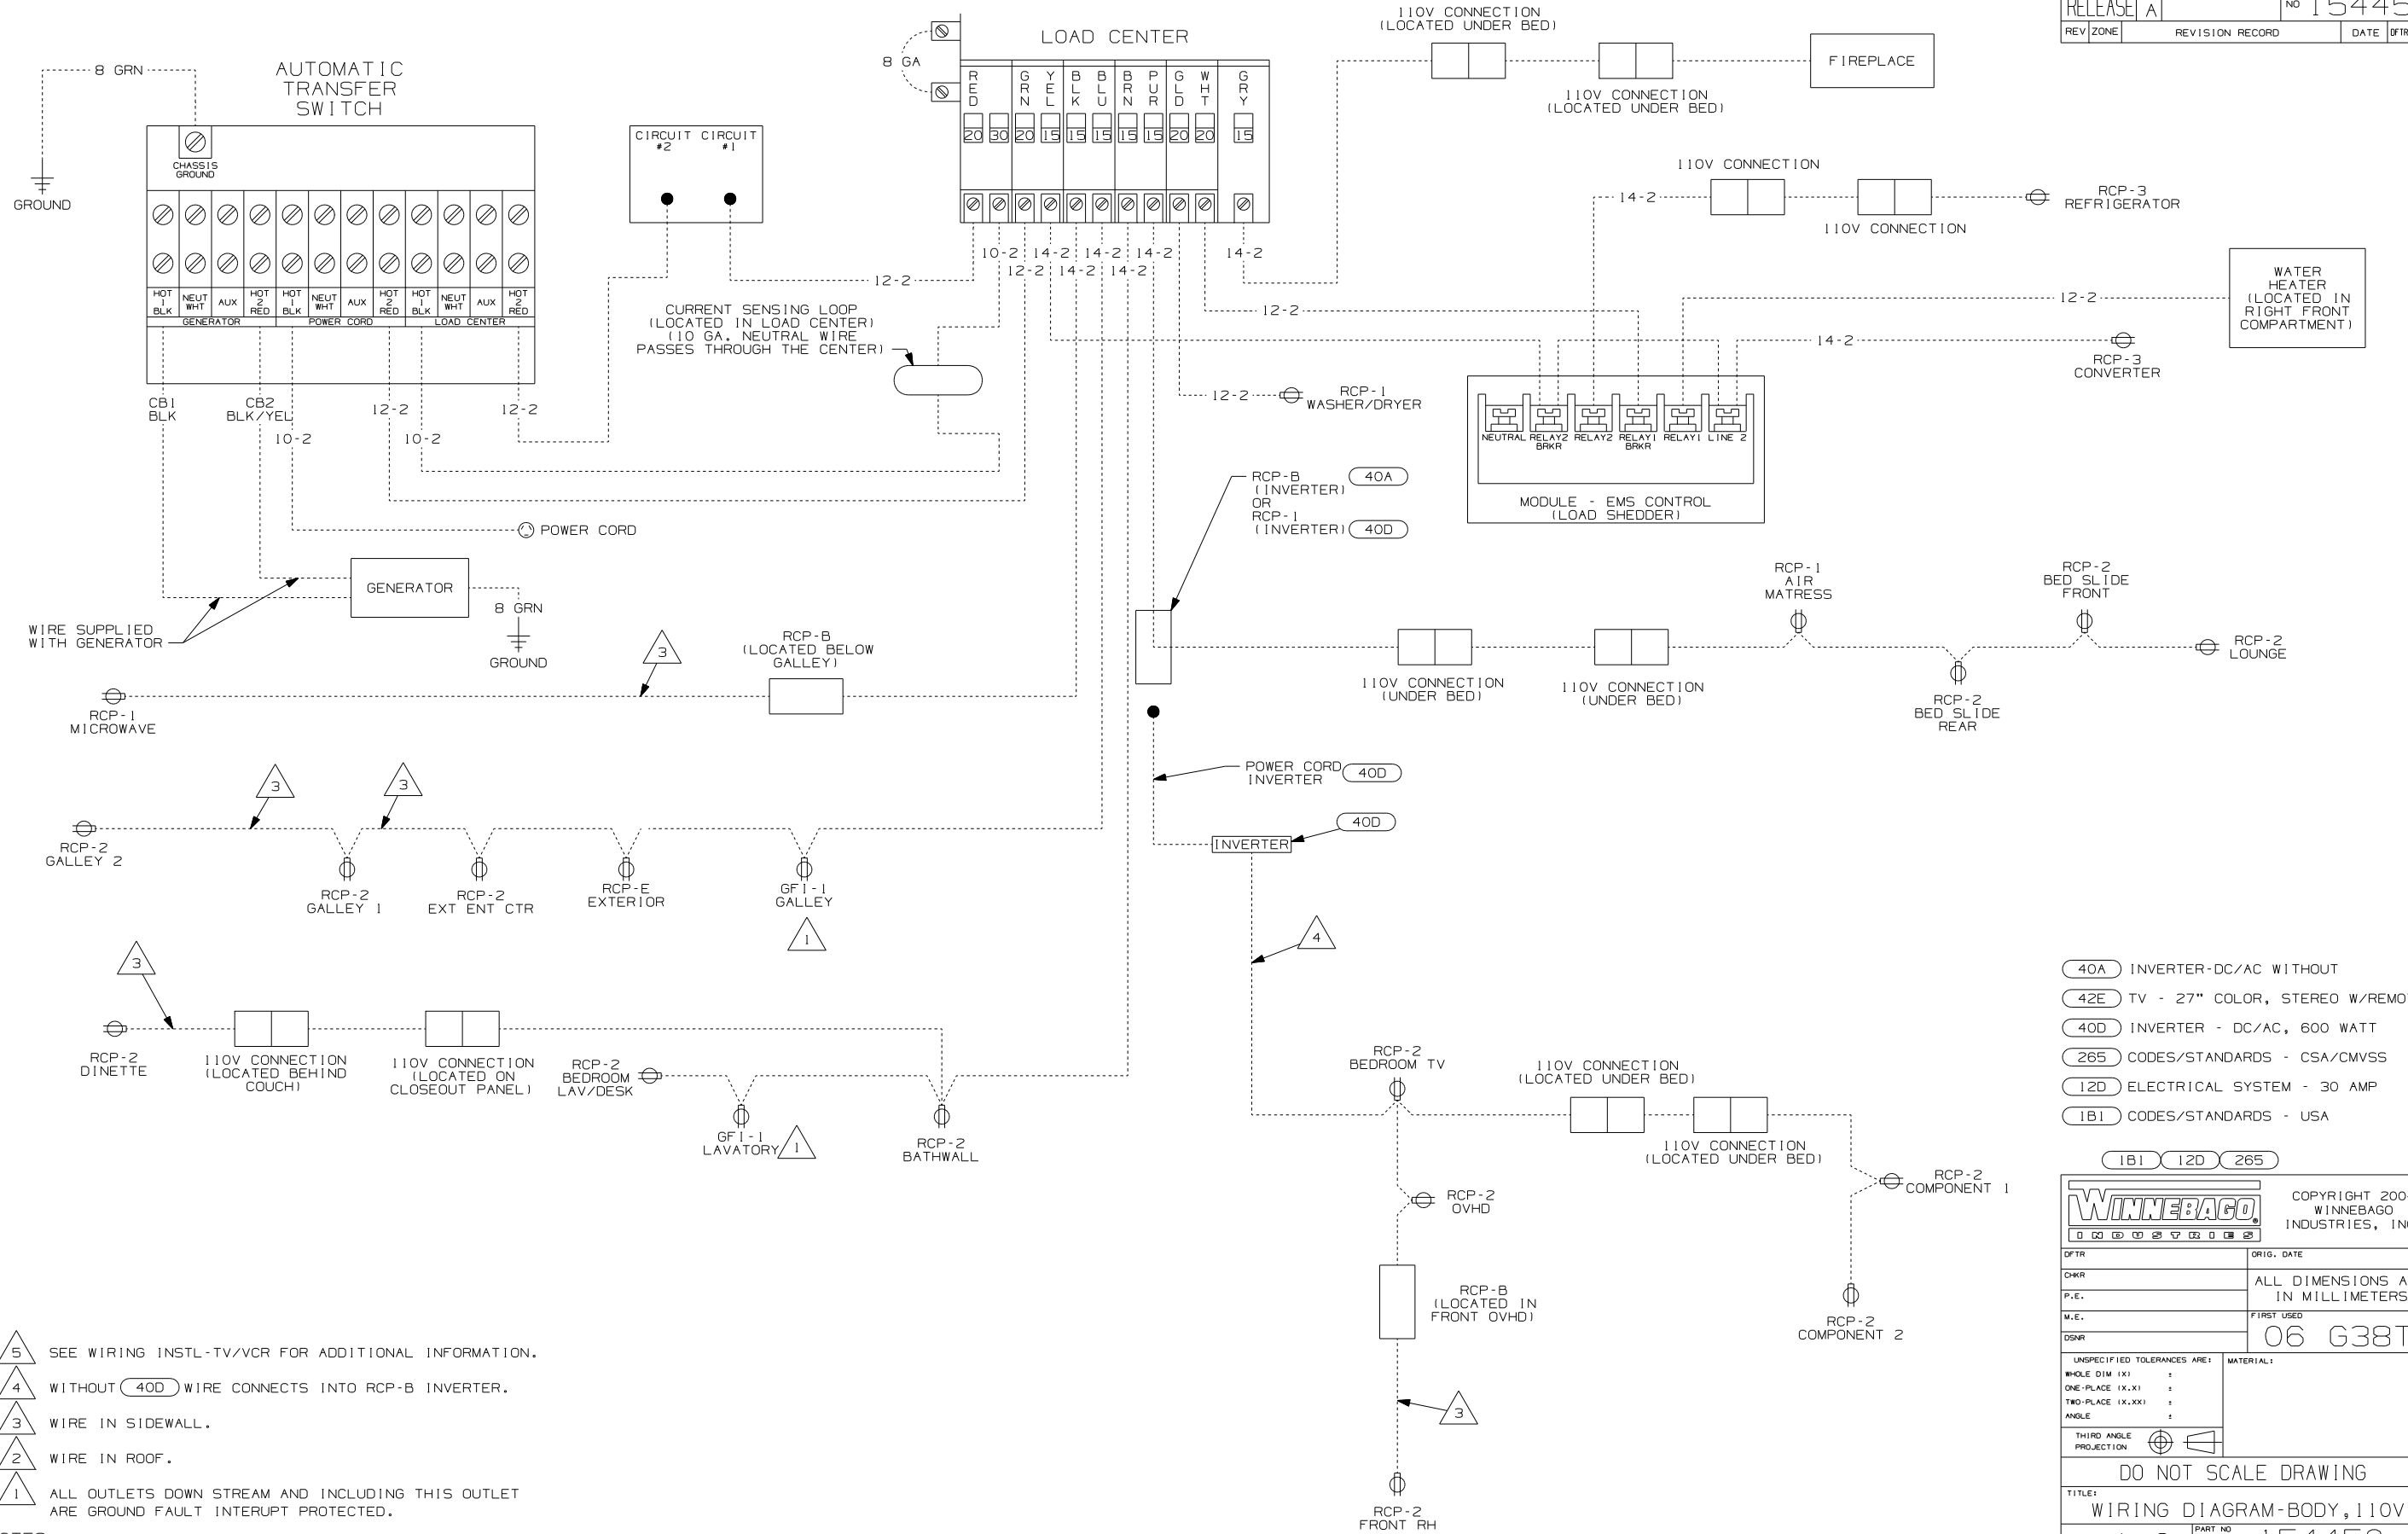 RELEASE A NO 15445
REV ZONE REVISION RECORD DATE DFTR
8 GRN
GROUND
AUTOMATIC
TRANSFER
SWITCH
CHASSIS
GROUND
HOT 1 BLK
NEUT WHT
AUX
HOT 2 RED
HOT 1 BLK
NEUT WHT
AUX
HOT 2 RED
HOT 1 BLK
NEUT WHT
AUX
HOT 2 RED
GENERATOR
POWER CORD
LOAD CENTER
CB1
BLK
CB2
BLK/YEL
10-2
12-2
10-2
12-2
CIRCUIT #2
CIRCUIT #1
8 GA
LOAD CENTER
RED GRN YEL BLK BLU BRN PUR GLD WHT GRY
20 30 20 15 15 15 15 15 20 20 15
10-2 14-2 14-2 14-2 14-2
12-2 14-2 14-2
12-2
CURRENT SENSING LOOP
(LOCATED IN LOAD CENTER)
(10 GA. NEUTRAL WIRE
PASSES THROUGH THE CENTER)
110V CONNECTION
(LOCATED UNDER BED)
110V CONNECTION
(LOCATED UNDER BED)
FIREPLACE
110V CONNECTION
14-2
110V CONNECTION
RCP-3
REFRIGERATOR
WATER
HEATER
(LOCATED IN
RIGHT FRONT
COMPARTMENT)
12-2
12-2
14-2
RCP-3
CONVERTER
12-2
RCP-1
WASHER/DRYER
NEUTRAL
RELAY2 BRKR
RELAY2
RELAY1 BRKR
RELAY1
LINE 2
MODULE - EMS CONTROL
(LOAD SHEDDER)
RCP-B 40A
(INVERTER)
OR
RCP-1
(INVERTER) 40D
POWER CORD
GENERATOR
8 GRN
GROUND
WIRE SUPPLIED
WITH GENERATOR
3
RCP-B
(LOCATED BELOW
GALLEY)
RCP-1
MICROWAVE
RCP-1
AIR
MATRESS
RCP-2
BED SLIDE
FRONT
RCP-2
LOUNGE
110V CONNECTION
(UNDER BED)
110V CONNECTION
(UNDER BED)
RCP-2
BED SLIDE
REAR
POWER CORD
INVERTER 40D
40D
INVERTER
3
3
RCP-2
GALLEY 2
RCP-2
GALLEY 1
RCP-2
EXT ENT CTR
RCP-E
EXTERIOR
GFI-1
GALLEY
1
4
3
RCP-2
DINETTE
110V CONNECTION
(LOCATED BEHIND
COUCH)
110V CONNECTION
(LOCATED ON
CLOSEOUT PANEL)
RCP-2
BEDROOM
LAV/DESK
GFI-1
LAVATORY 1
RCP-2
BATHWALL
RCP-2
BEDROOM TV
110V CONNECTION
(LOCATED UNDER BED)
110V CONNECTION
(LOCATED UNDER BED)
RCP-2
COMPONENT 1
RCP-2
OVHD
RCP-B
(LOCATED IN
FRONT OVHD)
RCP-2
COMPONENT 2
3
RCP-2
FRONT RH
40A INVERTER-DC/AC WITHOUT
42E TV - 27" COLOR, STEREO W/REMO
40D INVERTER - DC/AC, 600 WATT
265 CODES/STANDARDS - CSA/CMVSS
12D ELECTRICAL SYSTEM - 30 AMP
1B1 CODES/STANDARDS - USA
1B1 12D 265
WINNEBAGO
INDUSTRIES
COPYRIGHT 200
WINNEBAGO
INDUSTRIES, IN
DFTR
ORIG. DATE
CHKR
ALL DIMENSIONS A
IN MILLIMETERS
P.E.
M.E.
FIRST USED
06 G38T
DSNR
UNSPECIFIED TOLERANCES ARE:
MATERIAL:
WHOLE DIM (X) ±
ONE-PLACE (X.X) ±
TWO-PLACE (X.XX) ±
ANGLE ±
THIRD ANGLE
PROJECTION
DO NOT SCALE DRAWING
TITLE:
WIRING DIAGRAM-BODY,110V
PART NO
5 SEE WIRING INSTL-TV/VCR FOR ADDITIONAL INFORMATION.
4 WITHOUT 40D WIRE CONNECTS INTO RCP-B INVERTER.
3 WIRE IN SIDEWALL.
2 WIRE IN ROOF.
1 ALL OUTLETS DOWN STREAM AND INCLUDING THIS OUTLET
ARE GROUND FAULT INTERUPT PROTECTED.